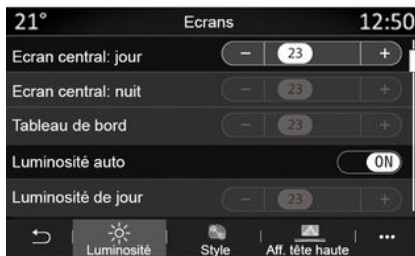 21° Ecrans 12:50
Ecran central: jour - 23 +
Ecran central: nuit - 23 +
Tableau de bord - 23 +
Luminosité auto ON
Luminosité de jour - 23 +
Luminosité Style Aff. tête haute ...